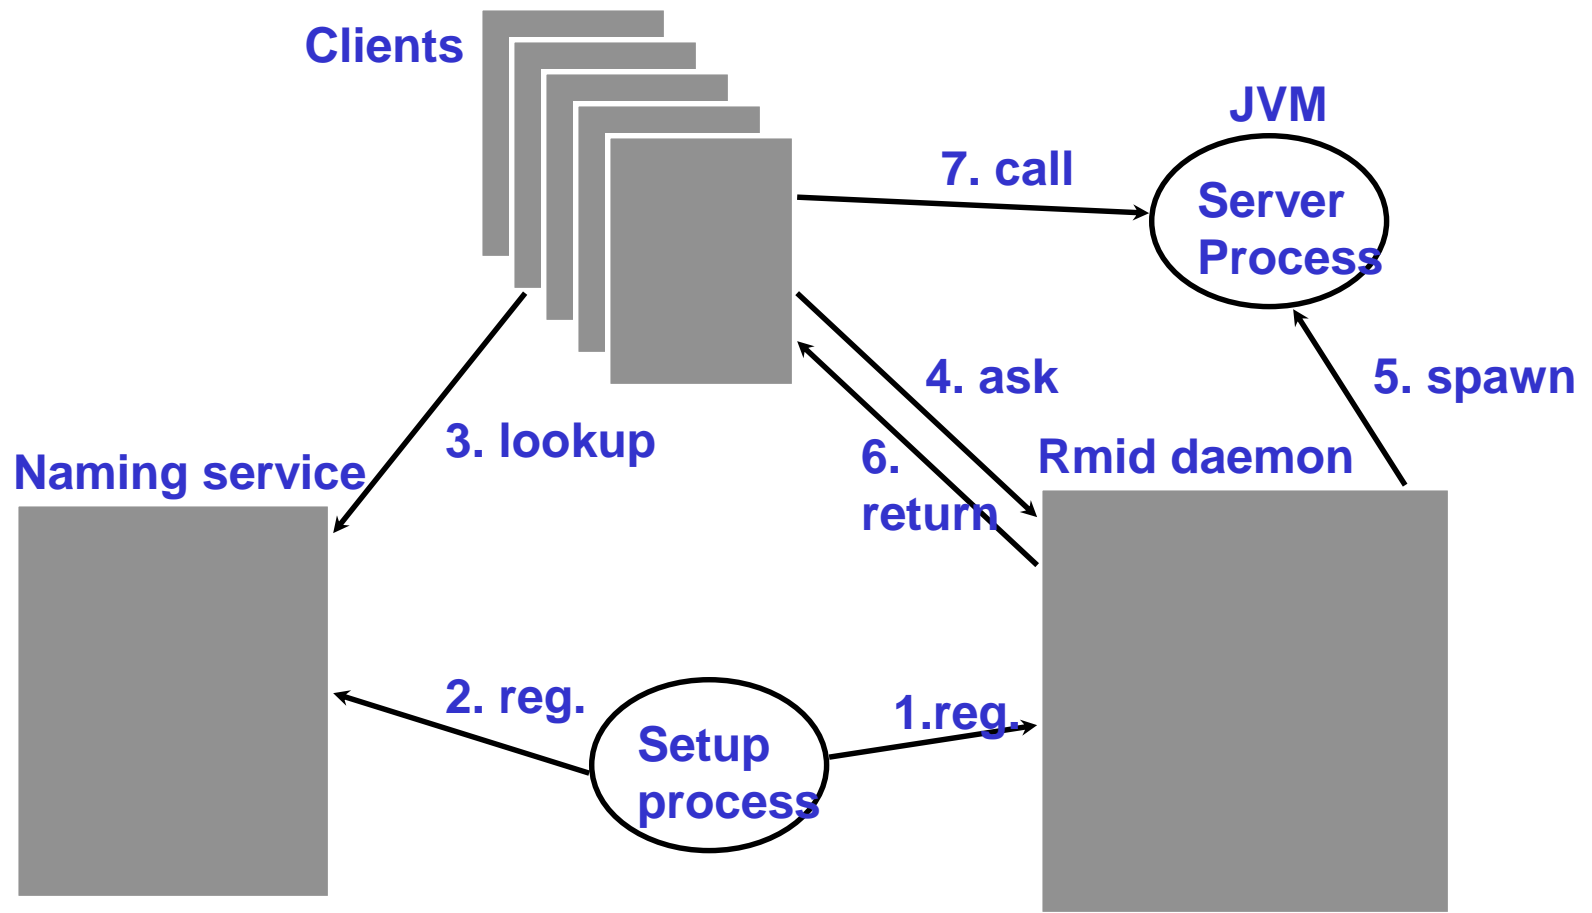 Clients
JVM
7. call
Server
Process
4. ask
5. spawn
3. lookup
6.
return
Rmid daemon
Naming service
2. reg.
1.reg.
Setup
process